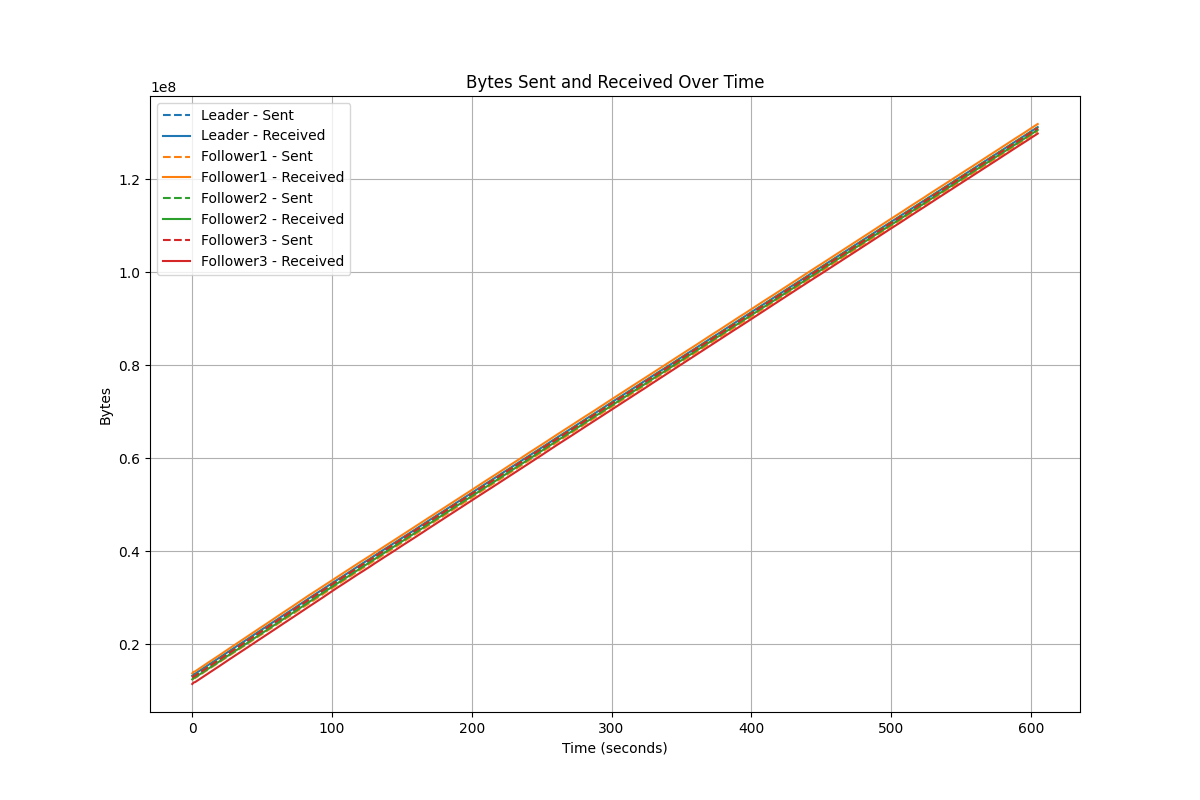 Bytes Sent and Received Over Time
1e8
Leader - Sent
Leader - Received
Follower1 - Sent
Follower1 - Received
Follower2 - Sent
Follower2 - Received
Follower3 - Sent
Follower3 - Received
1.2
1.0
0.8
0.6
0.4
0.2
Bytes
0 100 200 300 400 500 600
Time (seconds)